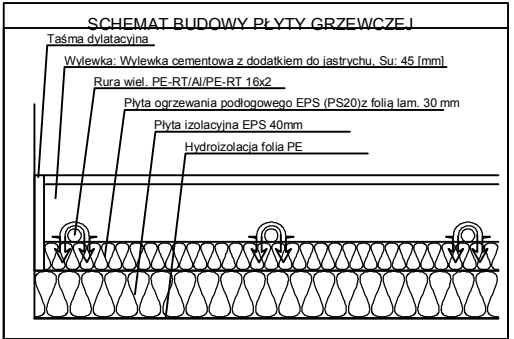 SCHEMAT BUDOWY PŁYTY GRZEWCZEJ
Taśma dylatacyjna
Wylewka: Wylewka cementowa z dodatkiem do jastrychu, Su: 45 [mm]
Rura wiel. PE-RT/Al/PE-RT 16x2
Płyta ogrzewania podłogowego EPS (PS20)z folią lam. 30 mm
Płyta izolacyjna EPS 40mm
Hydroizolacja folia PE